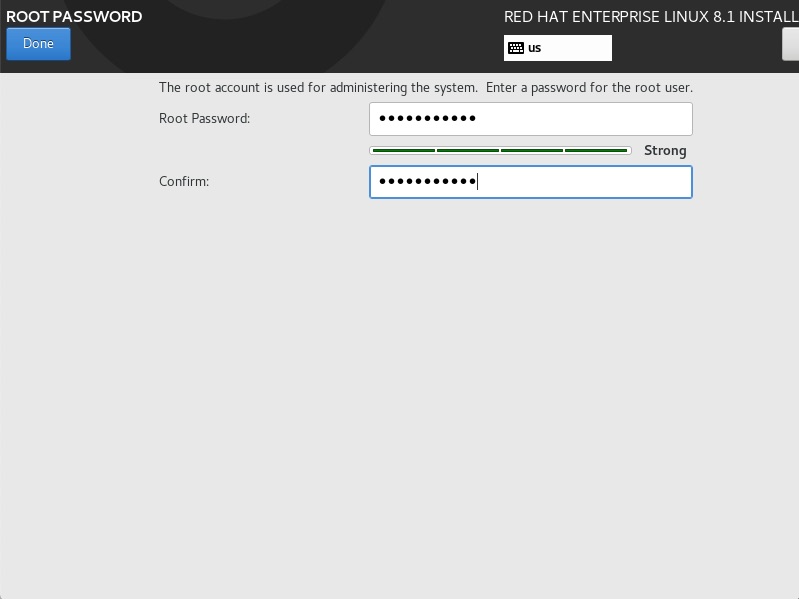 ROOT PASSWORD
RED HAT ENTERPRISE LINUX 8.1 INSTALL
Done
us
The root account is used for administering the system.  Enter a password for the root user.
Root Password:
●●●●●●●●●●●
Strong
Confirm:
●●●●●●●●●●●